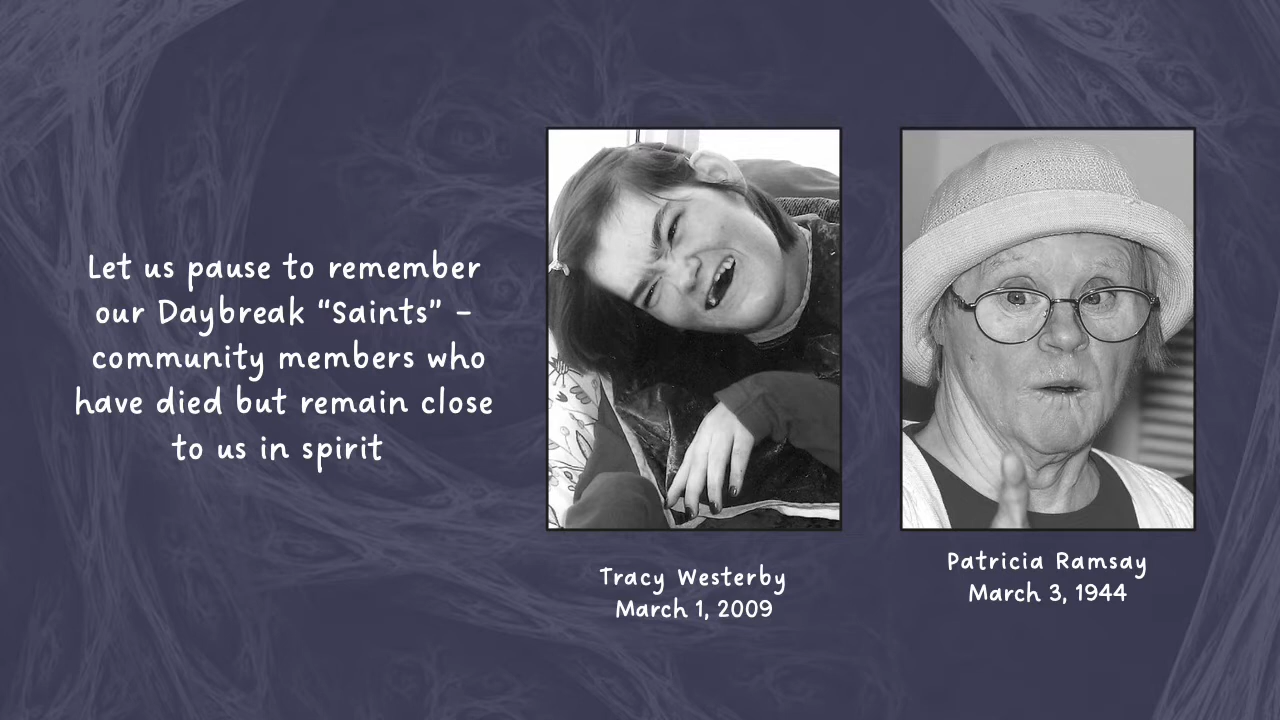 Let us pause to remember
our Daybreak “Saints” –
community members who
have died but remain close
to us in spirit
Tracy Westerby
March 1, 2009
Patricia Ramsay
March 3, 1944